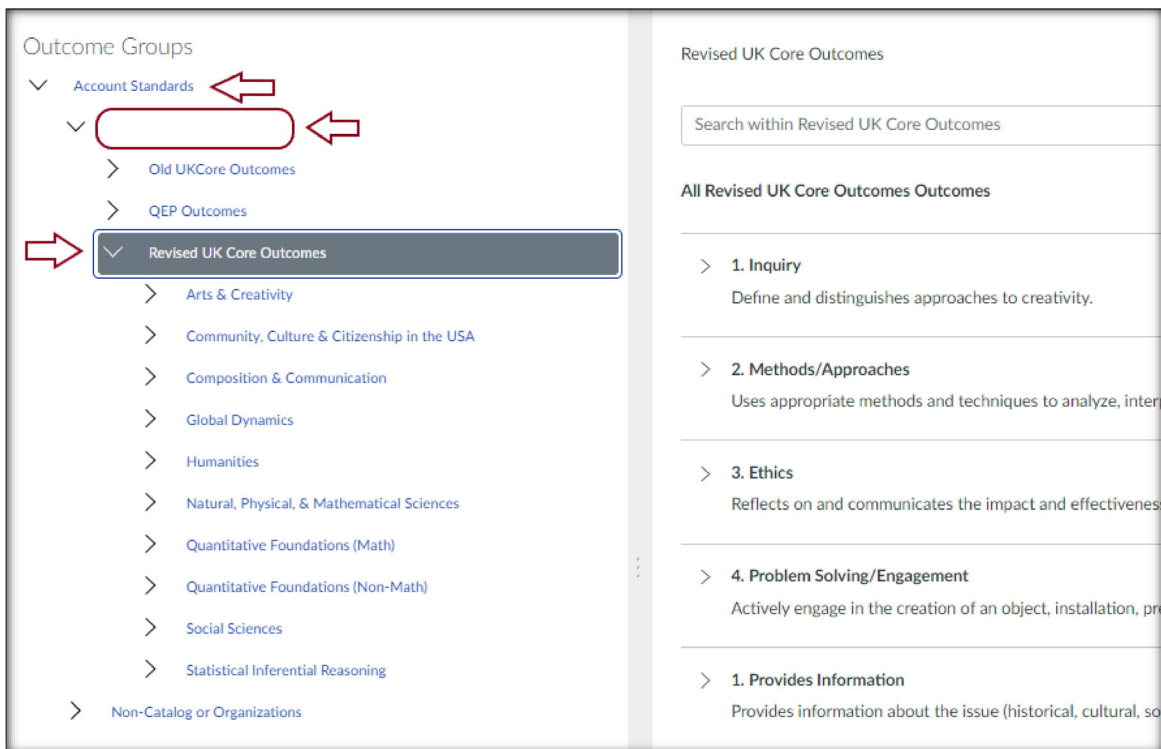 Outcome Groups
Account Standards
Old UKCore Outcomes
QEP Outcomes
Revised UK Core Outcomes
Arts & Creativity
Community, Culture & Citizenship in the USA
Composition & Communication
Global Dynamics
Humanities
Natural, Physical, & Mathematical Sciences
Quantitative Foundations (Math)
Quantitative Foundations (Non-Math)
Social Sciences
Statistical Inferential Reasoning
Non-Catalog or Organizations
Revised UK Core Outcomes
Search within Revised UK Core Outcomes
All Revised UK Core Outcomes Outcomes
1. Inquiry
Define and distinguishes approaches to creativity.
2. Methods/Approaches
Uses appropriate methods and techniques to analyze,
3. Ethics
Reflects on and communicates the impact and
4. Problem Solving/Engagement
Actively engage in the creation of an object, installation,
1. Provides Information
Provides information about the issue (historical, cultural,